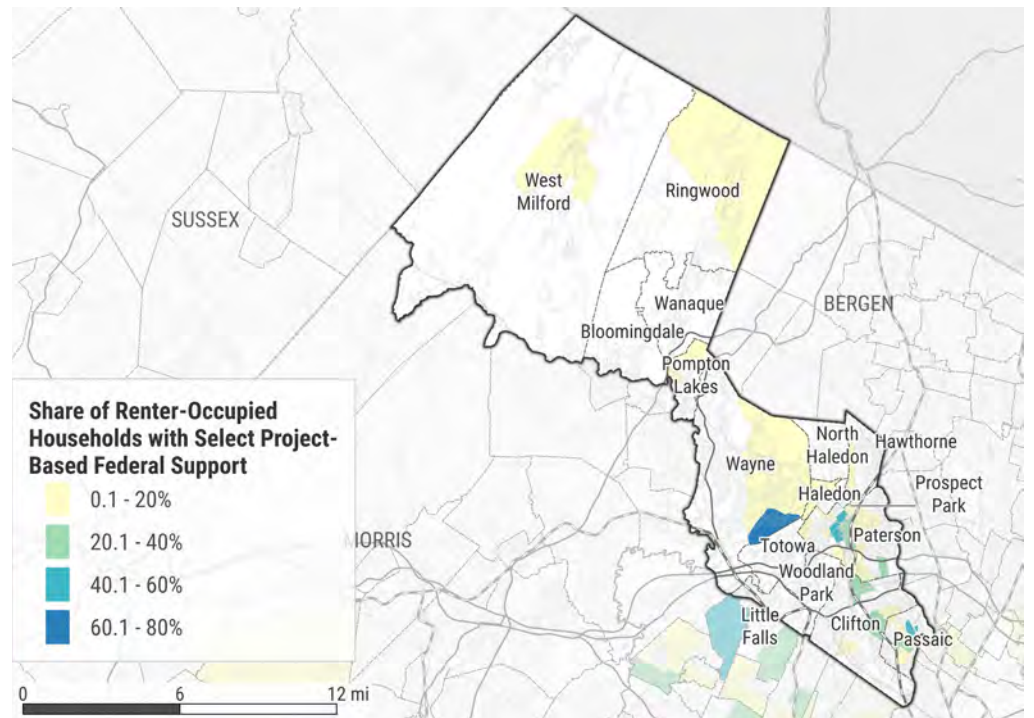 West
Milford
Ringwood
SUSSEX
Wanaque
BERGEN
Bloomingdale
Pompton
Lakes
Share of Renter-Occupied
Households with Select Project-
Based Federal Support
0.1 - 20%
20.1 - 40%
40.1 - 60%
60.1 - 80%
North
Haledon
Hawthorne
Wayne
Prospect
Park
Haledon
Paterson
MORRIS
Totowa
Woodland
Park
Little
Falls
Clifton
Passaic
0 6 12 mi